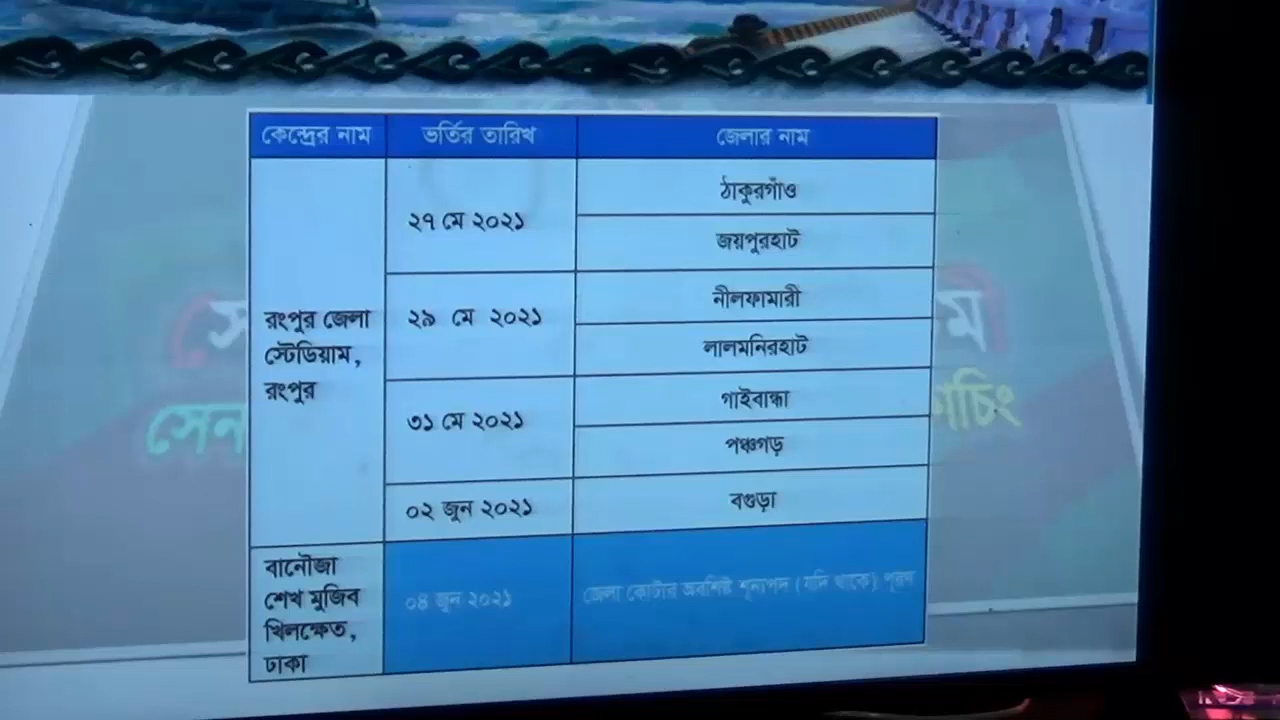 কেন্দ্রের নাম ভর্তির তারিখ জেলার নাম
রংপুর জেলা
স্টেডিয়াম,
রংপুর
২৭ মে ২০২১
ঠাকুরগাঁও
জয়পুরহাট
২৯ মে ২০২১
নীলফামারী
লালমনিরহাট
৩১ মে ২০২১
গাইবান্ধা
পঞ্চগড়
০২ জুন ২০২১
বগুড়া
বানৌজা
শেখ মুজিব
খিলক্ষেত,
ঢাকা
০৪ জুন ২০২১
জেলা কোটার অবশিষ্ট শূন্যপদ (যদি থাকে) পূরণ